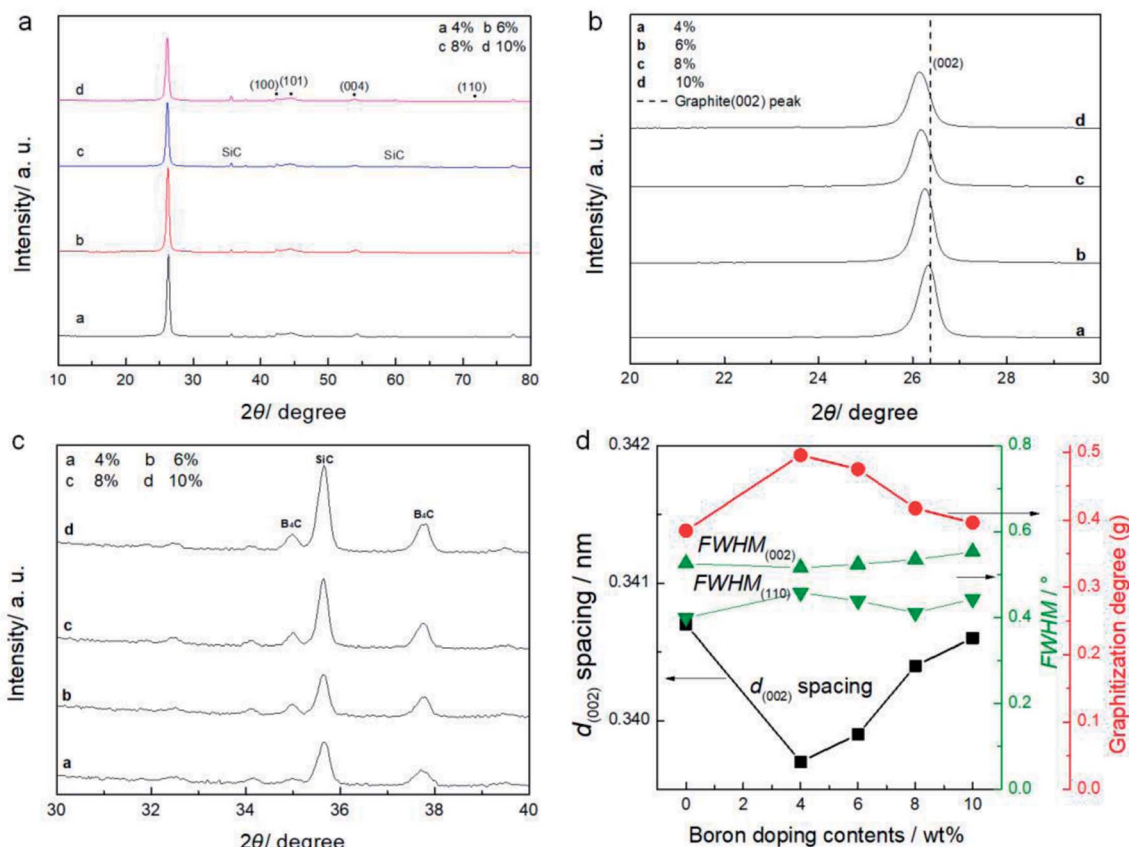 a
a 4% b 6%
c 8% d 10%
d
(100)
(101)
(004)
(110)
c
SiC
SiC
b
a
Intensity/ a. u.
10 20 30 40 50 60 70 80
2θ/ degree
b
a 4%
b 6%
c 8%
d 10%
Graphite(002) peak
(002)
d
c
b
a
Intensity/ a. u.
20 22 24 26 28 30
2θ/ degree
c
a 4% b 6%
c 8% d 10%
SiC
B₄C
B₄C
d
c
b
a
Intensity/ a. u.
30 32 34 36 38 40
2θ/ degree
d
0.342
0.341
0.340
d(002) spacing / nm
FWHM(002)
FWHM(110)
d(002) spacing
0.8
0.6
0.4
0.2
0.0
FWHM / °
0.5
0.4
0.3
0.2
0.1
0.0
Graphitization degree (g)
0 2 4 6 8 10
Boron doping contents / wt%